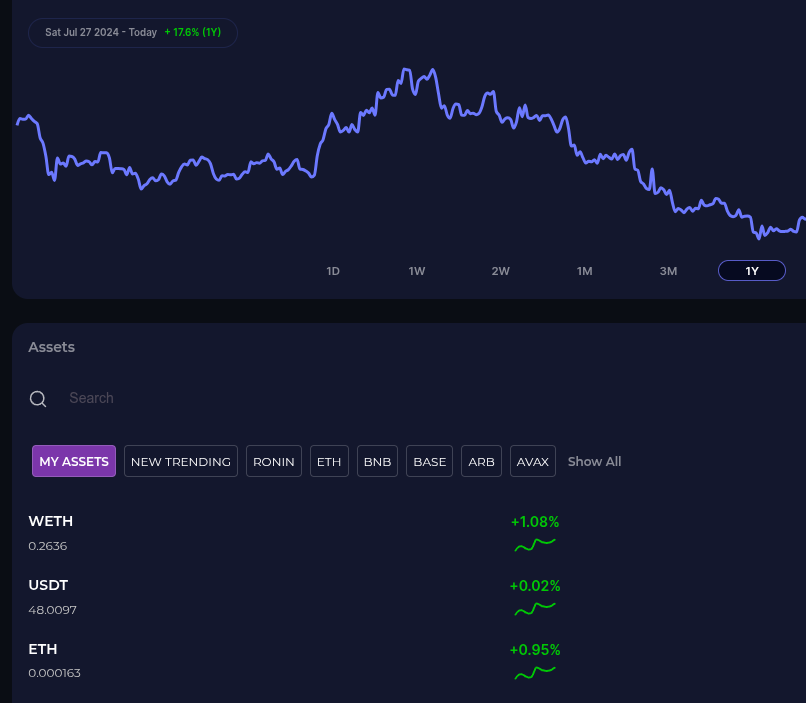 Sat Jul 27 2024 - Today + 17.6% (1Y)
1D 1W 2W 1M 3M 1Y
Assets
Search
MY ASSETS NEW TRENDING RONIN ETH BNB BASE ARB AVAX Show All
WETH +1.08%
0.2636
USDT +0.02%
48.0097
ETH +0.95%
0.000163